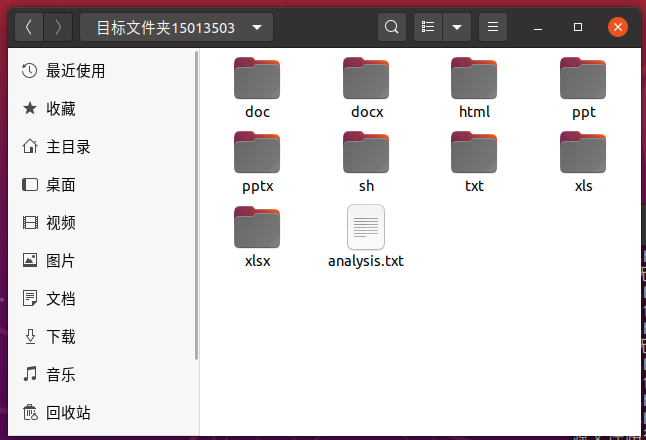 目标文件夹15013503
最近使用
收藏
主目录
桌面
视频
图片
文档
下载
音乐
回收站
doc
docx
html
ppt
pptx
sh
txt
xls
xlsx
analysis.txt